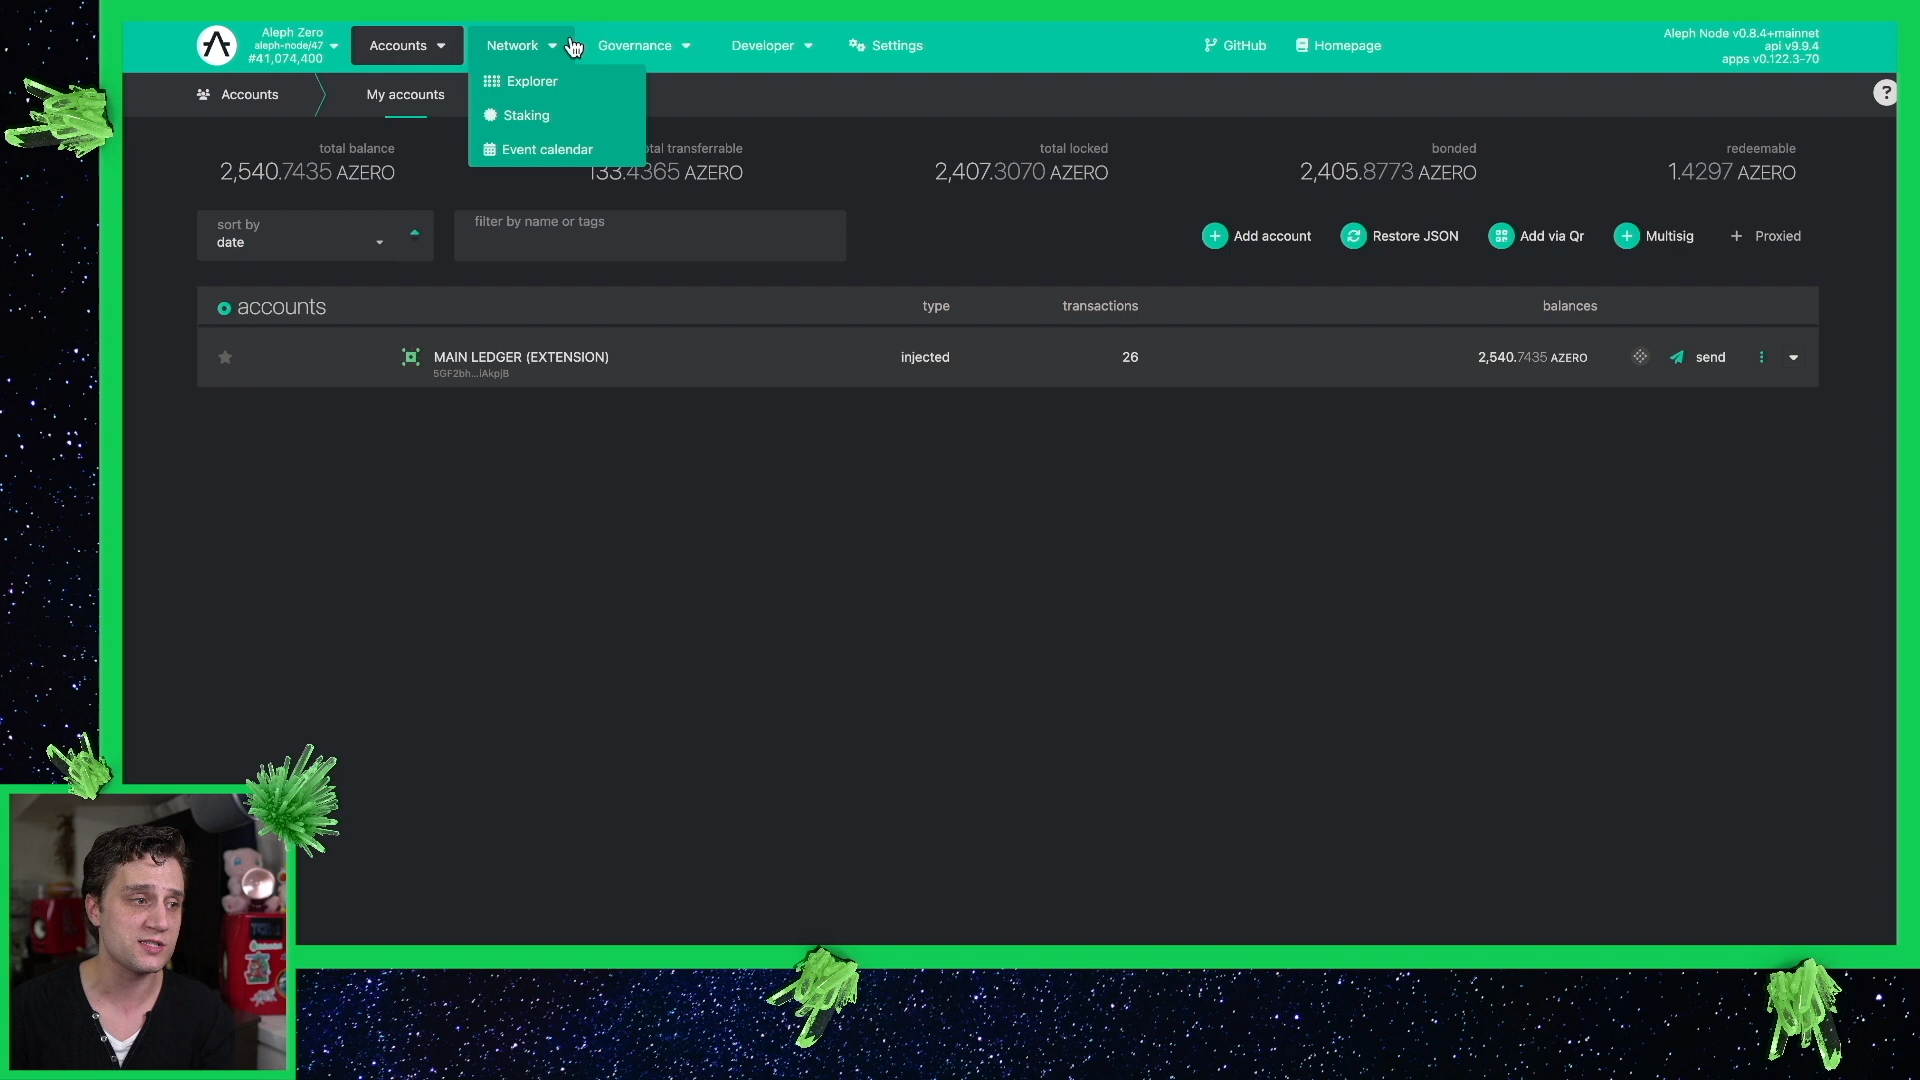 Aleph Zero
aleph-node/47
#41,074,400
Accounts
Network
Governance
Developer
Settings
GitHub
Homepage
Aleph Node v0.8.4+mainnet
api v9.9.4
apps v0.122.3-70
Accounts
My accounts
Explorer
Staking
Event calendar
?
total balance
2,540.7435 AZERO
total transferrable
133.4365 AZERO
total locked
2,407.3070 AZERO
bonded
2,405.8773 AZERO
redeemable
1.4297 AZERO
sort by
date
filter by name or tags
Add account
Restore JSON
Add via Qr
Multisig
Proxied
accounts
type
transactions
balances
MAIN LEDGER (EXTENSION)
5GF2bh...iAkpjB
injected
26
2,540.7435 AZERO
send